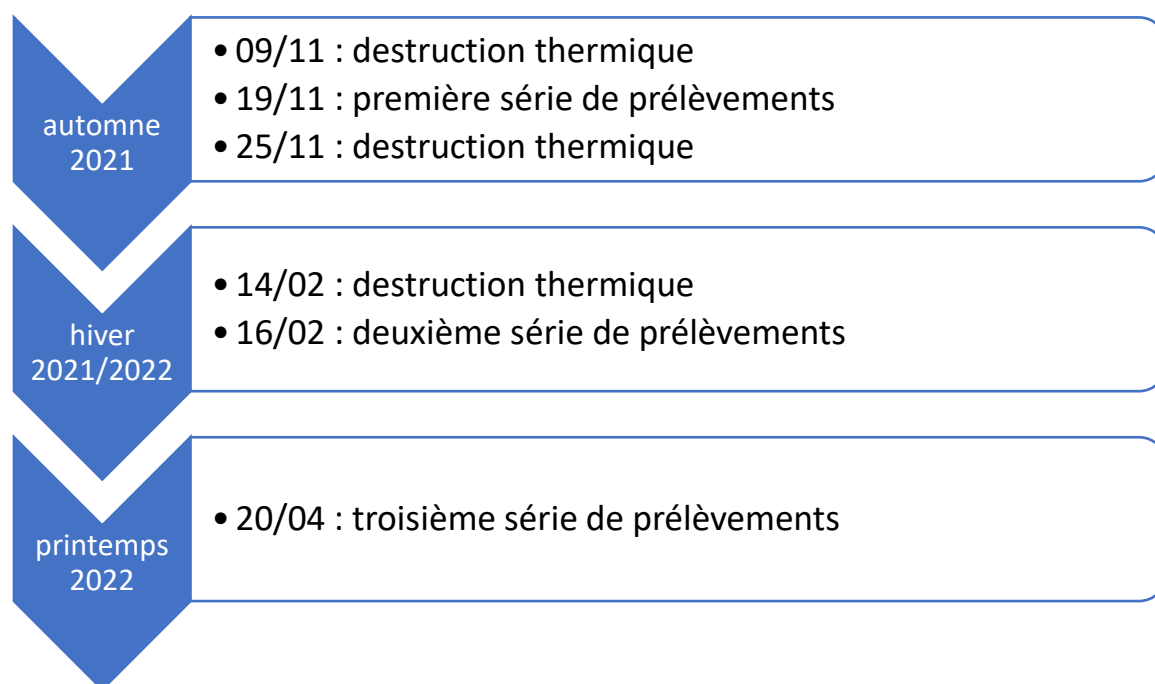 automne
2021
• 09/11 : destruction thermique
• 19/11 : première série de prélèvements
• 25/11 : destruction thermique
hiver
2021/2022
• 14/02 : destruction thermique
• 16/02 : deuxième série de prélèvements
printemps
2022
• 20/04 : troisième série de prélèvements